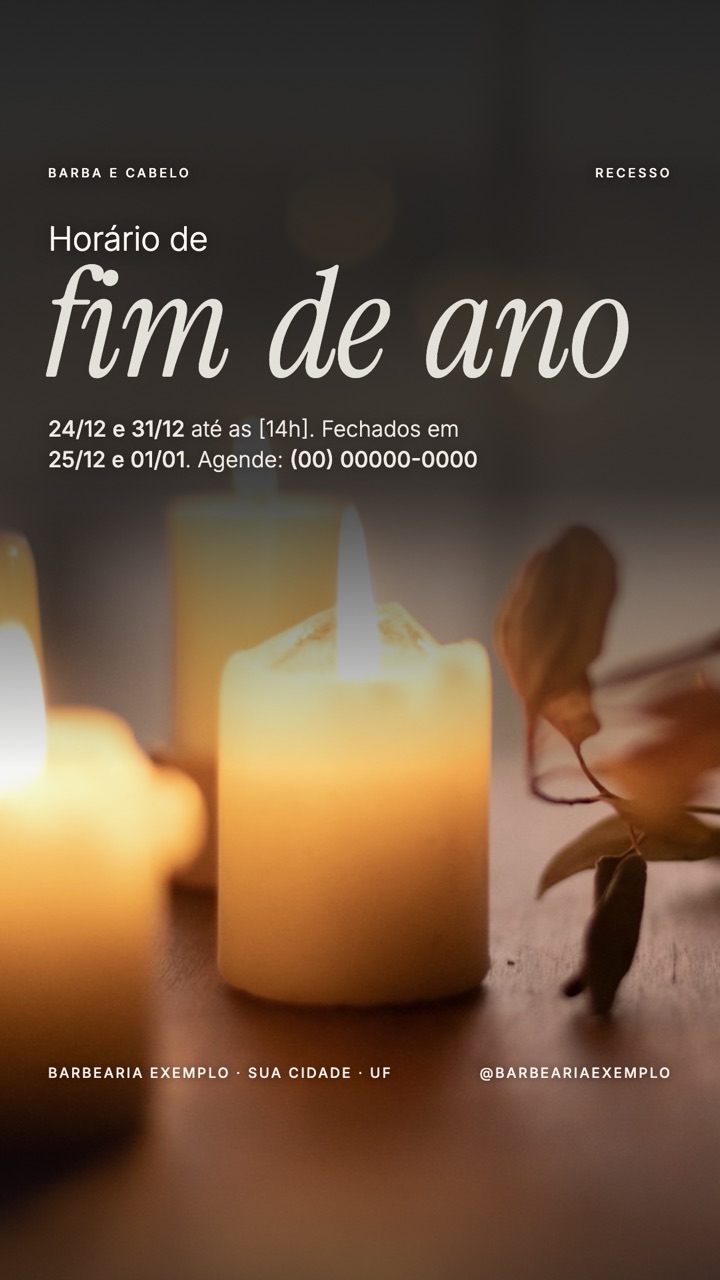 BARBA E CABELO
RECESSO
Horário de
fim de ano
24/12 e 31/12 até as [14h]. Fechados em
25/12 e 01/01. Agende: (00) 00000-0000
BARBEARIA EXEMPLO · SUA CIDADE · UF
@BARBEARIAEXEMPLO